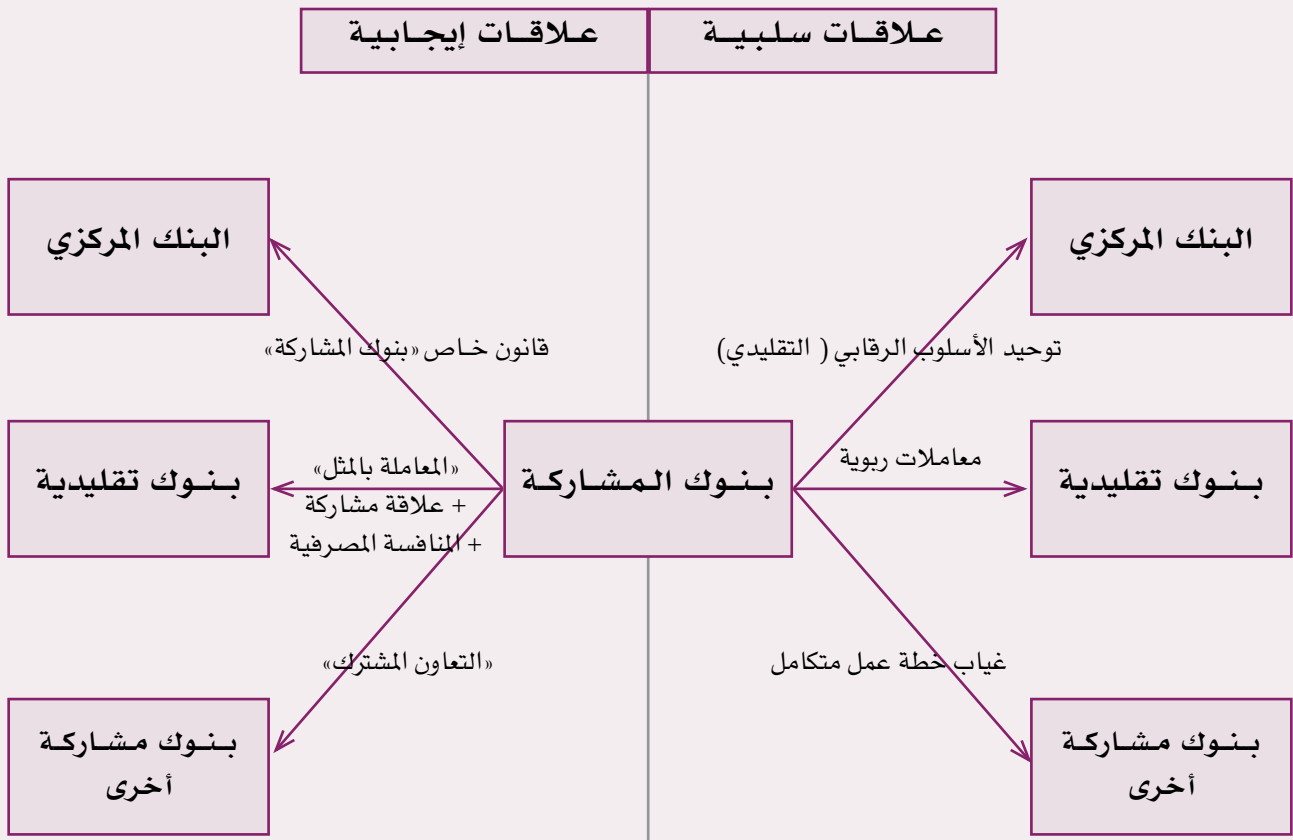 علاقات سلبية
علاقات إيجابية
البنك المركزي
البنك المركزي
توحيد الأسلوب الرقابي ( التقليدي)
قانون خاص «بنوك المشاركة»
بنوك تقليدية
معاملات ربوية
بنوك المشاركة
«المعاملة بالمثل»
+ علاقة مشاركة
+ المنافسة المصرفية
بنوك تقليدية
غياب خطة عمل متكامل
«التعاون المشترك»
بنوك مشاركة
أخرى
بنوك مشاركة
أخرى